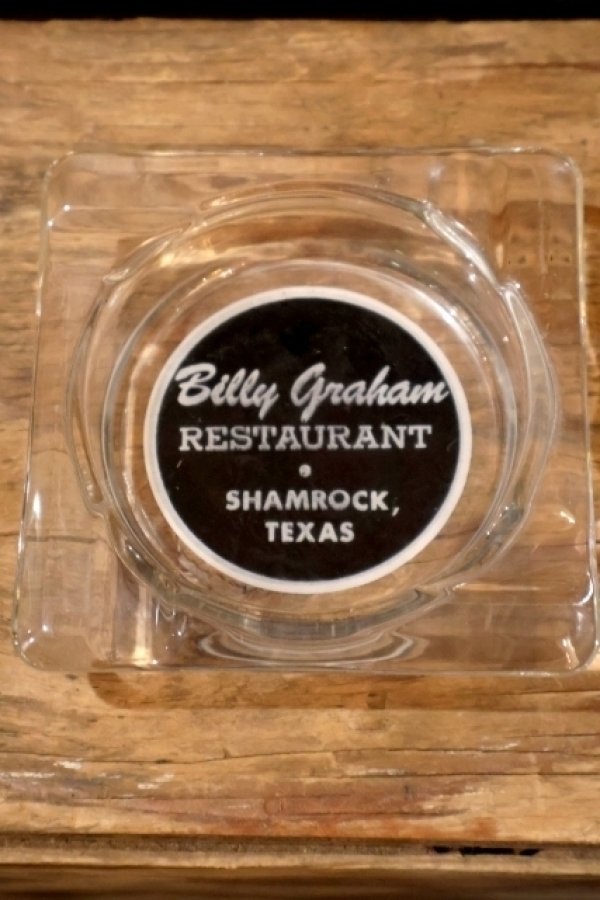 Billy Graham
RESTAURANT
SHAMROCK,
TEXAS